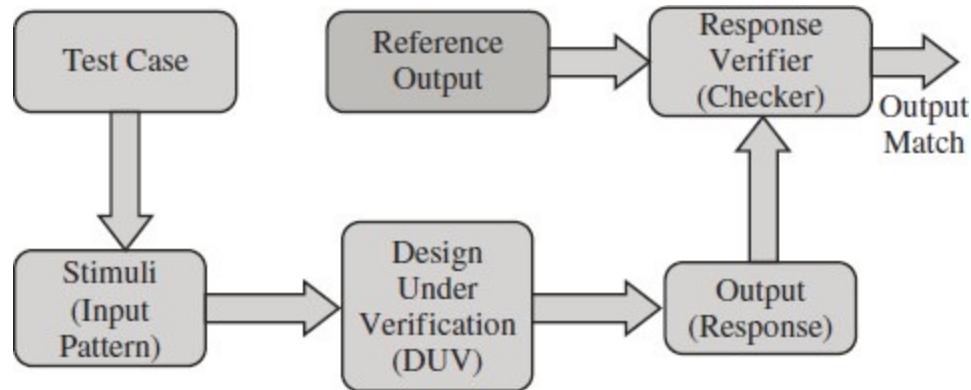 Test Case
Reference
Output
Response
Verifier
(Checker)
Output
Match
Stimuli
(Input
Pattern)
Design
Under
Verification
(DUV)
Output
(Response)